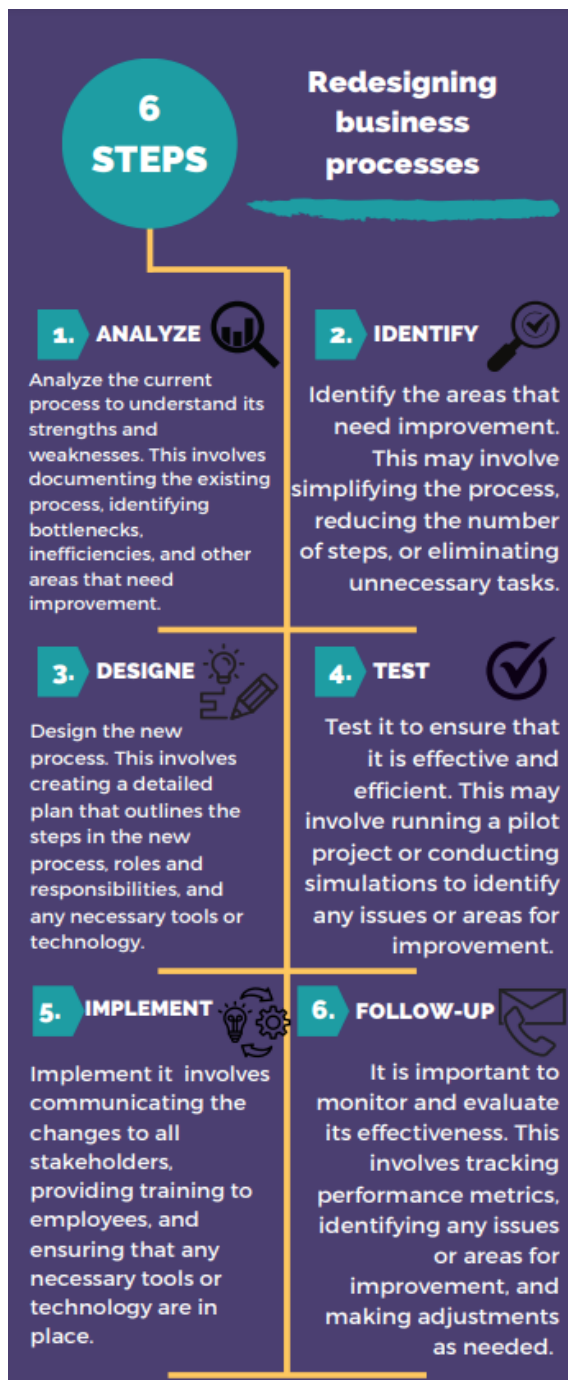 6
STEPS
Redesigning
business
processes
1. ANALYZE
Analyze the current
process to understand its
strengths and
weaknesses. This involves
documenting the existing
process, identifying
bottlenecks,
inefficiencies, and other
areas that need
improvement.
2. IDENTIFY
Identify the areas that
need improvement.
This may involve
simplifying the process,
reducing the number
of steps, or eliminating
unnecessary tasks.
3. DESIGNE
Design the new
process. This involves
creating a detailed
plan that outlines the
steps in the new
process, roles and
responsibilities, and
any necessary tools or
technology.
4. TEST
Test it to ensure that
it is effective and
efficient. This may
involve running a pilot
project or conducting
simulations to identify
any issues or areas for
improvement.
5. IMPLEMENT
Implement it involves
communicating the
changes to all
stakeholders,
providing training to
employees, and
ensuring that any
necessary tools or
technology are in
place.
6. FOLLOW-UP
It is important to
monitor and evaluate
its effectiveness. This
involves tracking
performance metrics,
identifying any issues
or areas for
improvement, and
making adjustments
as needed.